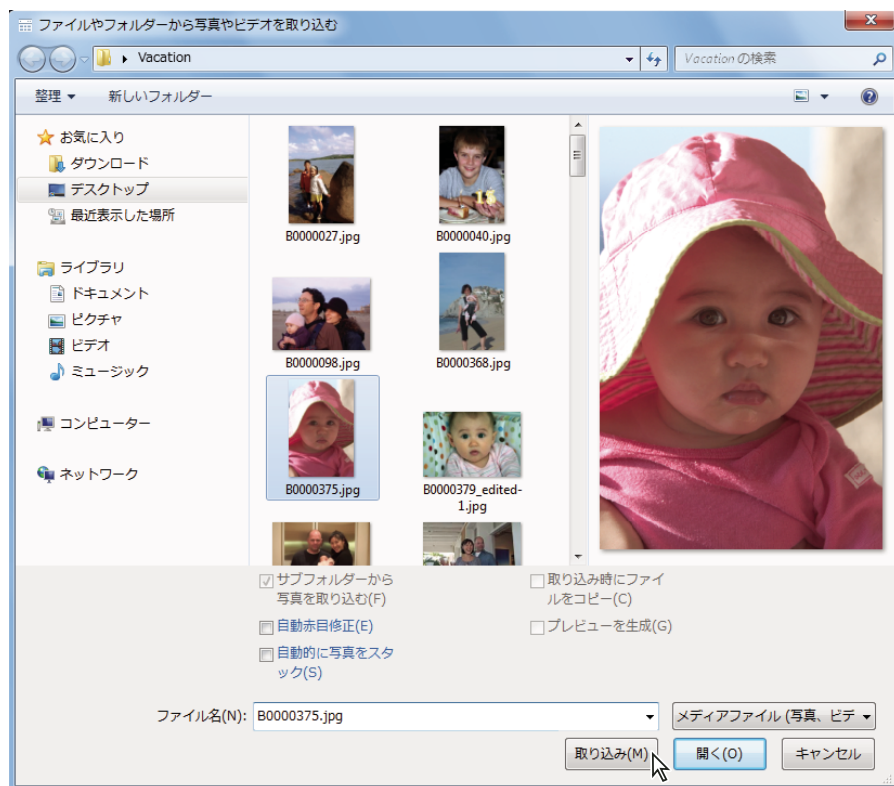 ファイルやフォルダーから写真やビデオを取り込む
Vacation
Vacationの検索
整理
新しいフォルダー
お気に入り
ダウンロード
デスクトップ
最近表示した場所
ライブラリ
ドキュメント
ピクチャ
ビデオ
ミュージック
コンピューター
ネットワーク
B0000027.jpg
B0000040.jpg
B0000098.jpg
B0000368.jpg
B0000375.jpg
B0000379_edited-
1.jpg
サブフォルダーから
写真を取り込む(F)
自動赤目修正(E)
自動的に写真をスタ
ック(S)
取り込み時にファイ
ルをコピー(C)
プレビューを生成(G)
ファイル名(N):
B0000375.jpg
メディアファイル (写真、ビデ
取り込み(M)
開く(O)
キャンセル